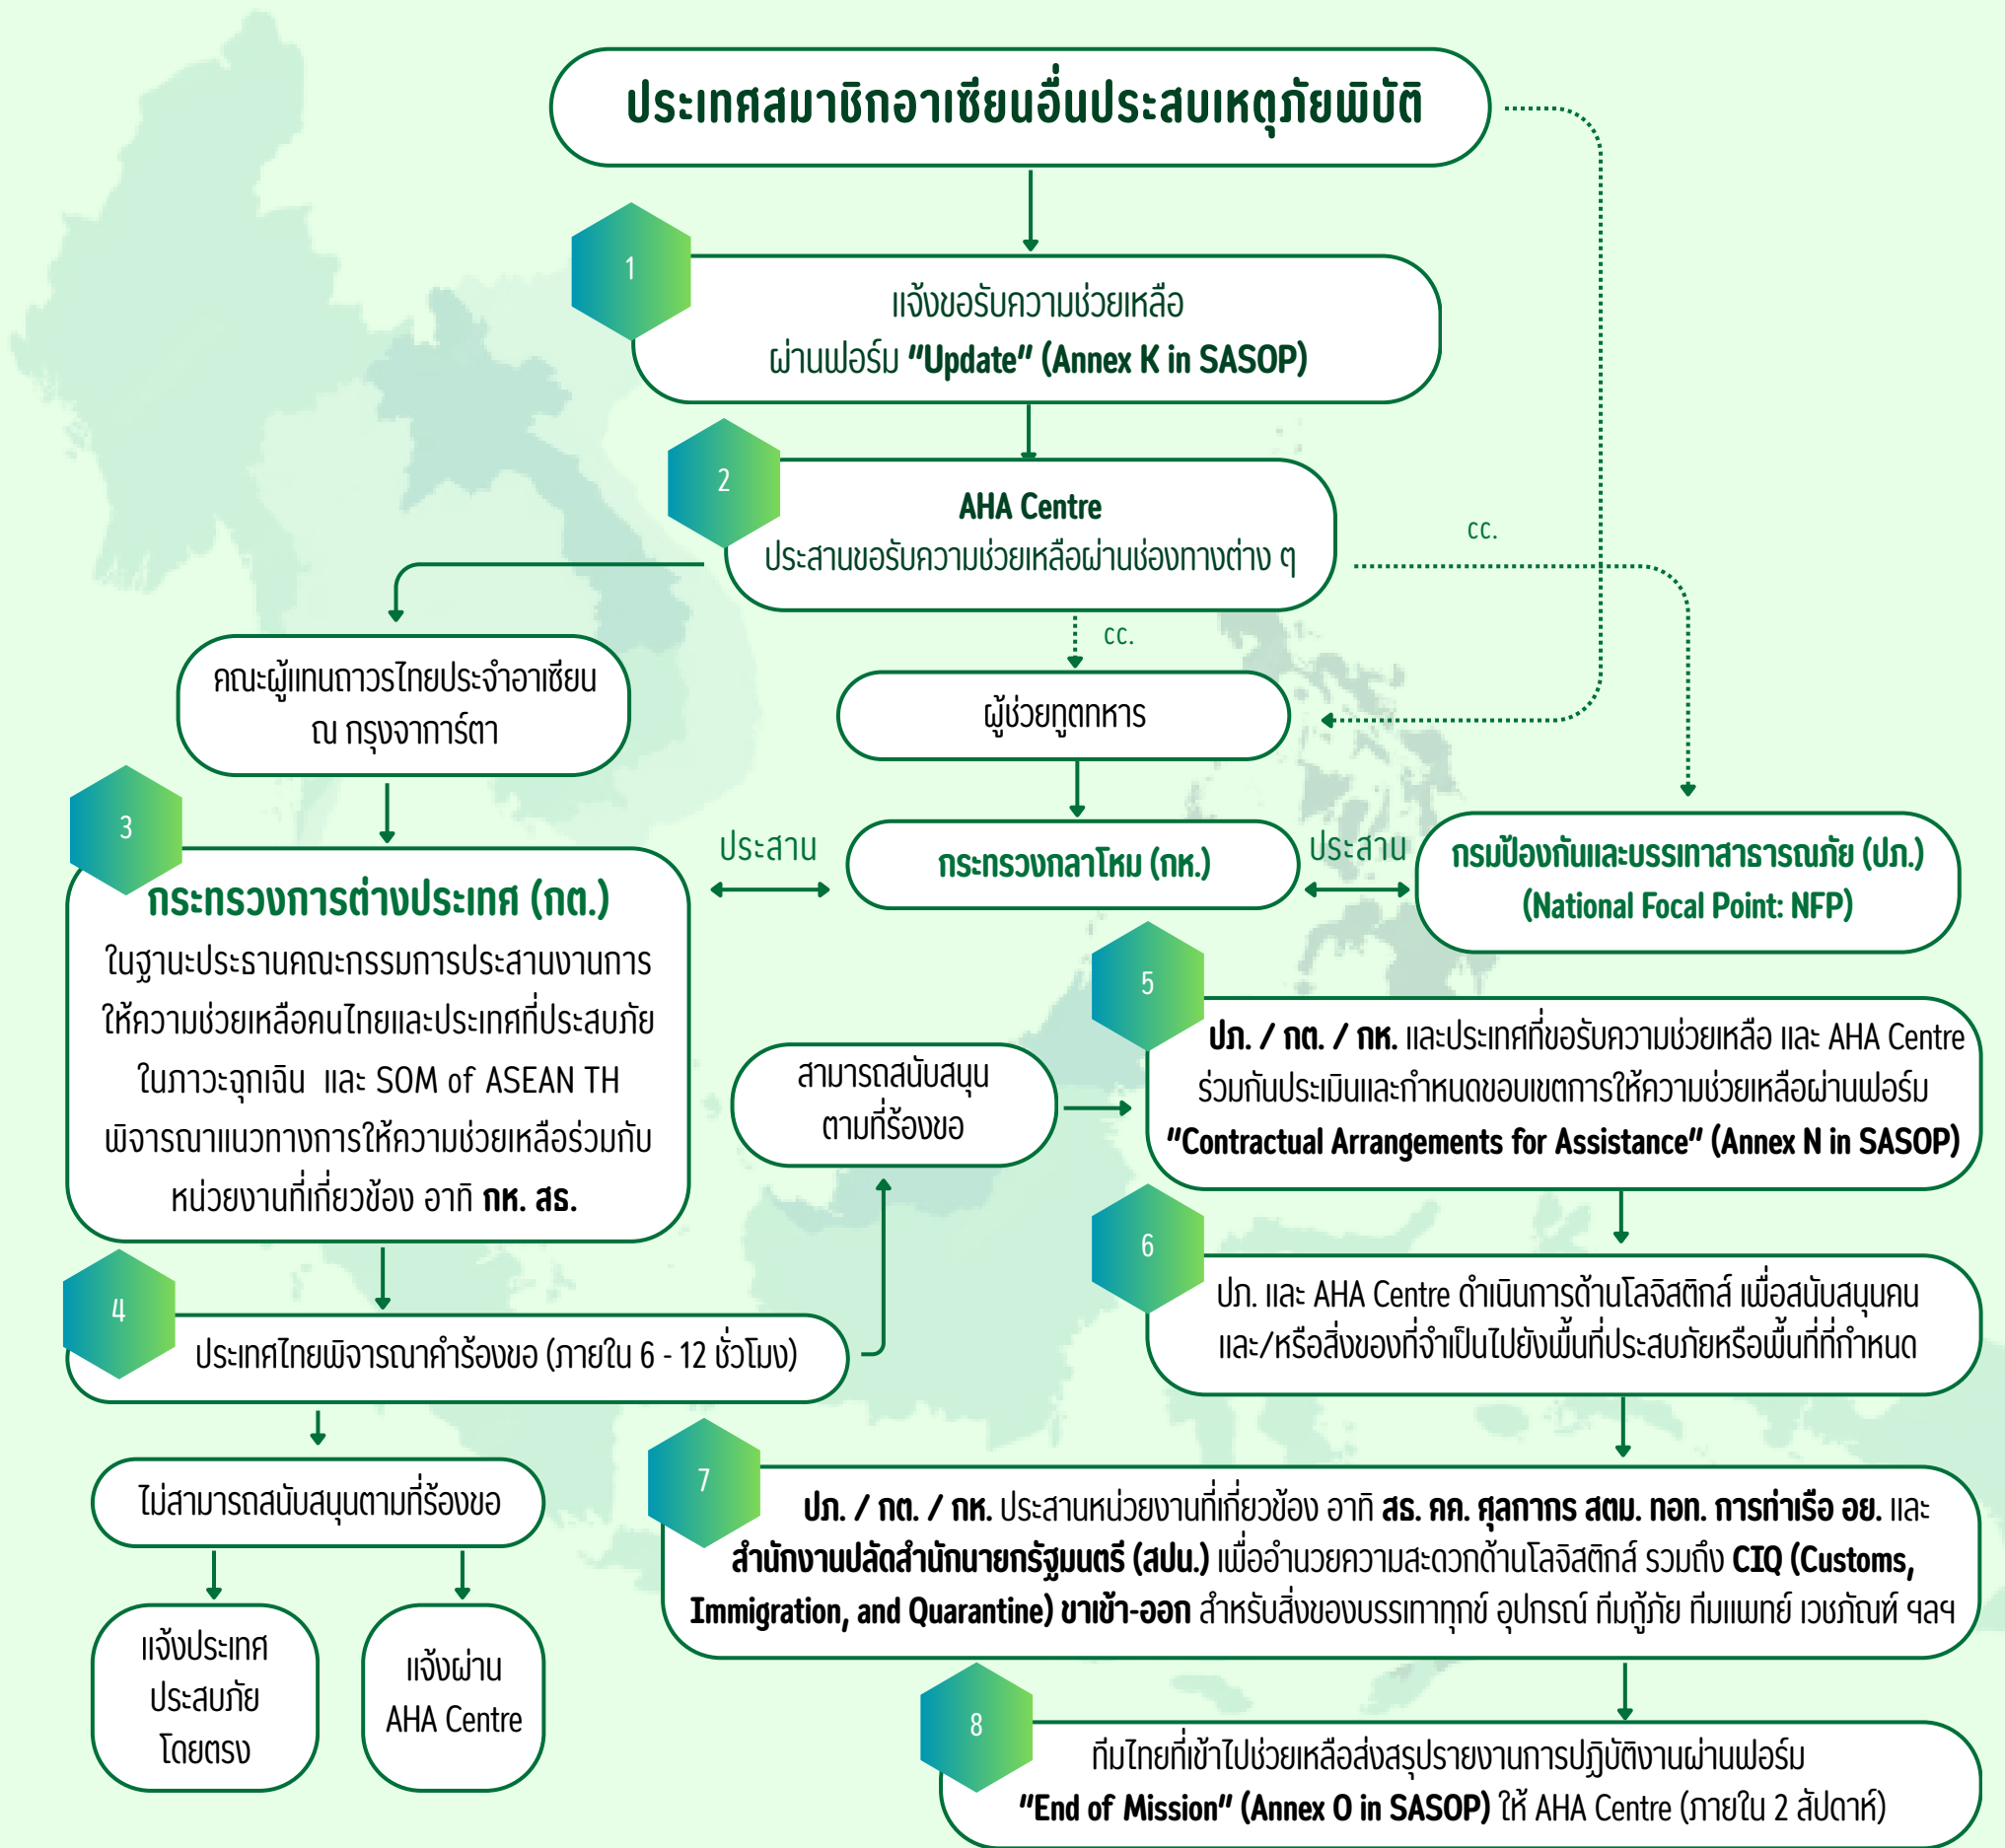 ประเทศสมาชิกอาเซียนอื่นประสบเหตุภัยพิบัติ
1
แจ้งขอรับความช่วยเหลือ
ผ่านฟอร์ม "Update" (Annex K in SASOP)
2
AHA Centre
ประสานขอรับความช่วยเหลือผ่านช่องทางต่าง ๆ
cc.
cc.
คณะผู้แทนถาวรไทยประจำอาเซียน
ณ กรุงจาการ์ตา
ผู้ช่วยทูตทหาร
3
กระทรวงการต่างประเทศ (กต.)
ในฐานะประธานคณะกรรมการประสานงานการ
ให้ความช่วยเหลือคนไทยและประเทศที่ประสบภัย
ในภาวะฉุกเฉิน และ SOM of ASEAN TH
พิจารณาแนวทางการให้ความช่วยเหลือร่วมกับ
หน่วยงานที่เกี่ยวข้อง อาทิ กห. สธ.
ประสาน
กระทรวงกลาโหม (กห.)
ประสาน
กรมป้องกันและบรรเทาสาธารณภัย (ปภ.)
(National Focal Point: NFP)
4
ประเทศไทยพิจารณาคำร้องขอ (ภายใน 6 - 12 ชั่วโมง)
สามารถสนับสนุน
ตามที่ร้องขอ
ไม่สามารถสนับสนุนตามที่ร้องขอ
แจ้งประเทศ
ประสบภัย
โดยตรง
แจ้งผ่าน
AHA Centre
5
ปภ. / กต. / กห. และประเทศที่ขอรับความช่วยเหลือ และ AHA Centre
ร่วมกันประเมินและกำหนดขอบเขตการให้ความช่วยเหลือผ่านฟอร์ม
"Contractual Arrangements for Assistance" (Annex N in SASOP)
6
ปภ. และ AHA Centre ดำเนินการด้านโลจิสติกส์ เพื่อสนับสนุนคน
และ/หรือสิ่งของที่จำเป็นไปยังพื้นที่ประสบภัยหรือพื้นที่ที่กำหนด
7
ปภ. / กต. / กห. ประสานหน่วยงานที่เกี่ยวข้อง อาทิ สธ. คค. ศุลกากร สตม. ทอท. การท่าเรือ อย. และ
สำนักงานปลัดสำนักนายกรัฐมนตรี (สปน.) เพื่ออำนวยความสะดวกด้านโลจิสติกส์ รวมถึง CIQ (Customs,
Immigration, and Quarantine) ขาเข้า-ออก สำหรับสิ่งของบรรเทาทุกข์ อุปกรณ์ ทีมกู้ภัย ทีมแพทย์ เวชภัณฑ์ ฯลฯ
8
ทีมไทยที่เข้าไปช่วยเหลือส่งสรุปรายงานการปฏิบัติงานผ่านฟอร์ม
"End of Mission" (Annex O in SASOP) ให้ AHA Centre (ภายใน 2 สัปดาห์)